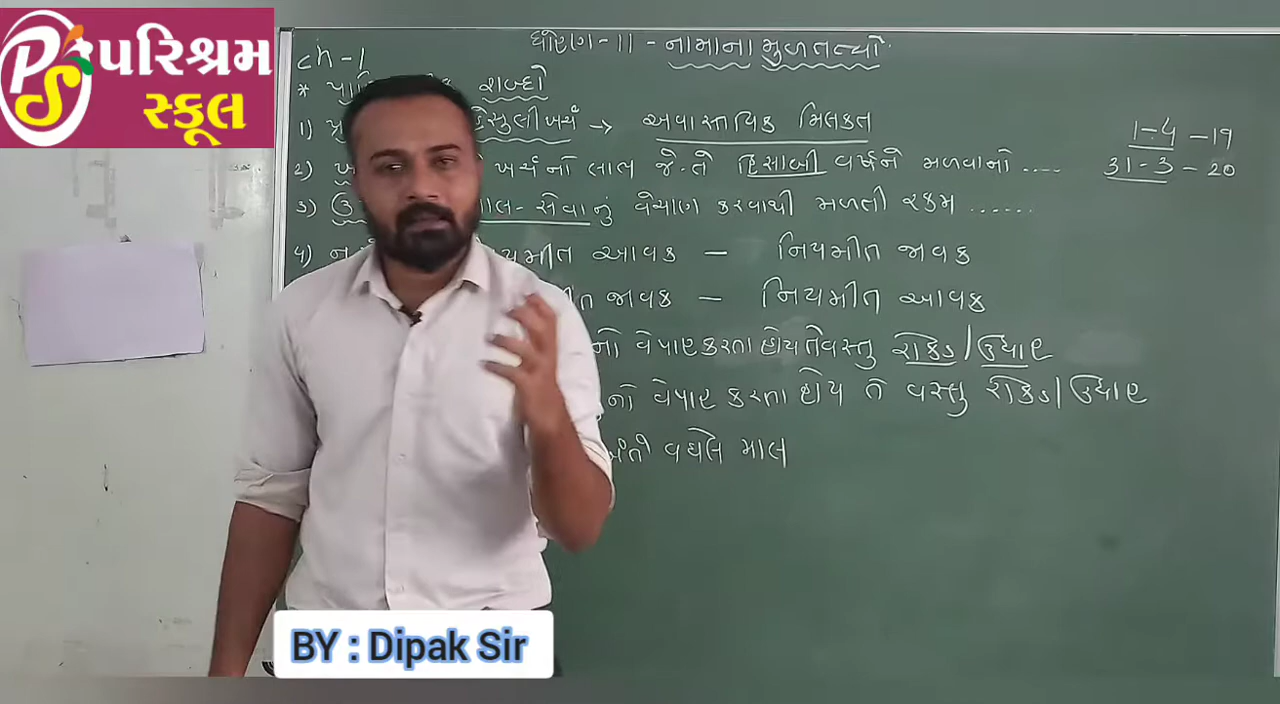 PS પરિશ્રમ
સ્કૂલ
ધોરણ-11 - નામાના મુળતત્વો
ch-1
* શબ્દો
1) મહેસુલી ખર્ચ → અવાસ્તવિક મિલકત
1-4-19
2) ખર્ચનો લાભ જે.તે હિસાબી વર્ષને મળવાનો ....
31-3-20
3) માલ-સેવાનું વેચાણ કરવાથી મળતી રકમ ......
4) આવક - નિયમીત જાવક
જાવક - નિયમીત આવક
નો વેપાર કરતા હોય તે વસ્તુ રોકડ/ઉધાર
નો વેપાર કરતા હોય તે વસ્તુ રોકડ/ઉધાર
વધેલ માલ
BY : Dipak Sir